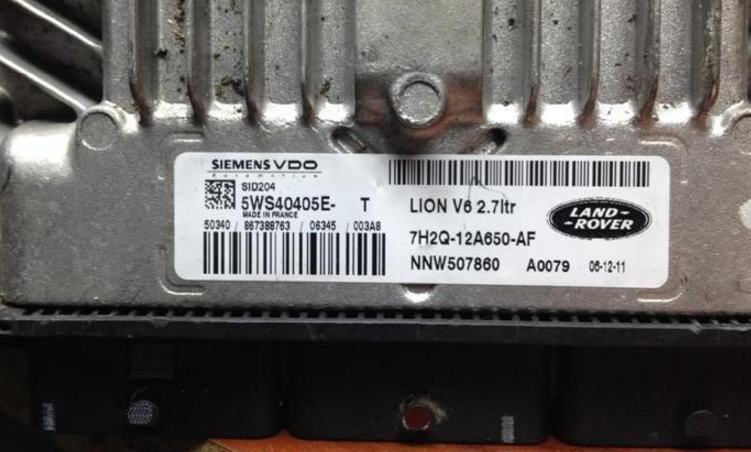 SIEMENS VDO
Automotive
SID204
5WS40405E- T
MADE IN FRANCE
50340 / 867388763 / 06345 / 003A8
LION V6 2.7ltr
LAND-
-ROVER
7H2Q-12A650-AF
NNW507860 A0079 06-12-11